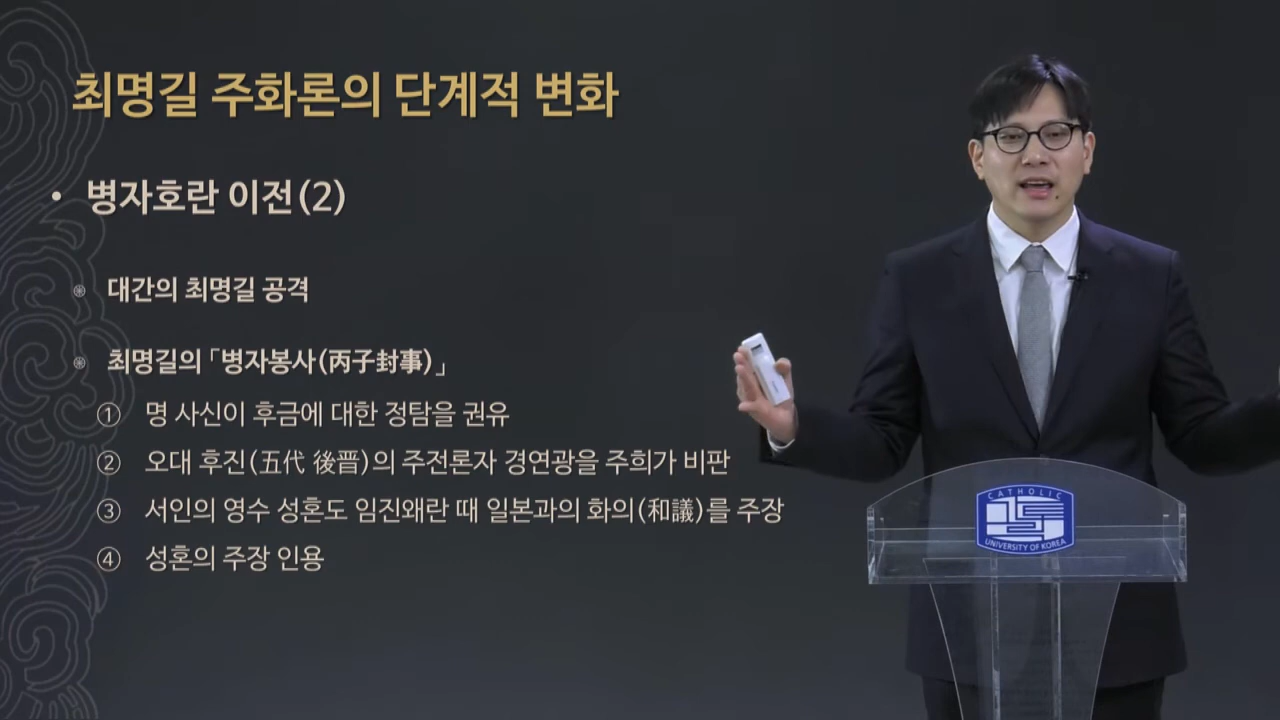 최명길 주화론의 단계적 변화
• 병자호란 이전(2)
대간의 최명길 공격
최명길의 「병자봉사(丙子封事)」
① 명 사신이 후금에 대한 정탐을 권유
② 오대 후진(五代 後晋)의 주전론자 경연광을 주희가 비판
③ 서인의 영수 성혼도 임진왜란 때 일본과의 화의(和議)를 주장
④ 성혼의 주장 인용
CATHOLIC
UNIVERSITY OF KOREA